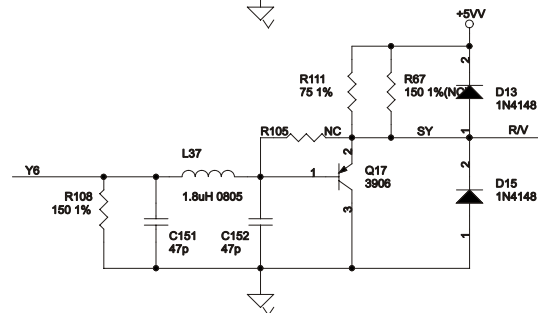 +5VV
2
R111
75 1%
R67
150 1%(NC)
D13
1N4148
R105
NC
SY
1
R/V
2
2
L37
Y6
1
Q17
3906
D15
1N4148
R108
150 1%
1.8uH 0805
3
1
C151
47p
C152
47p